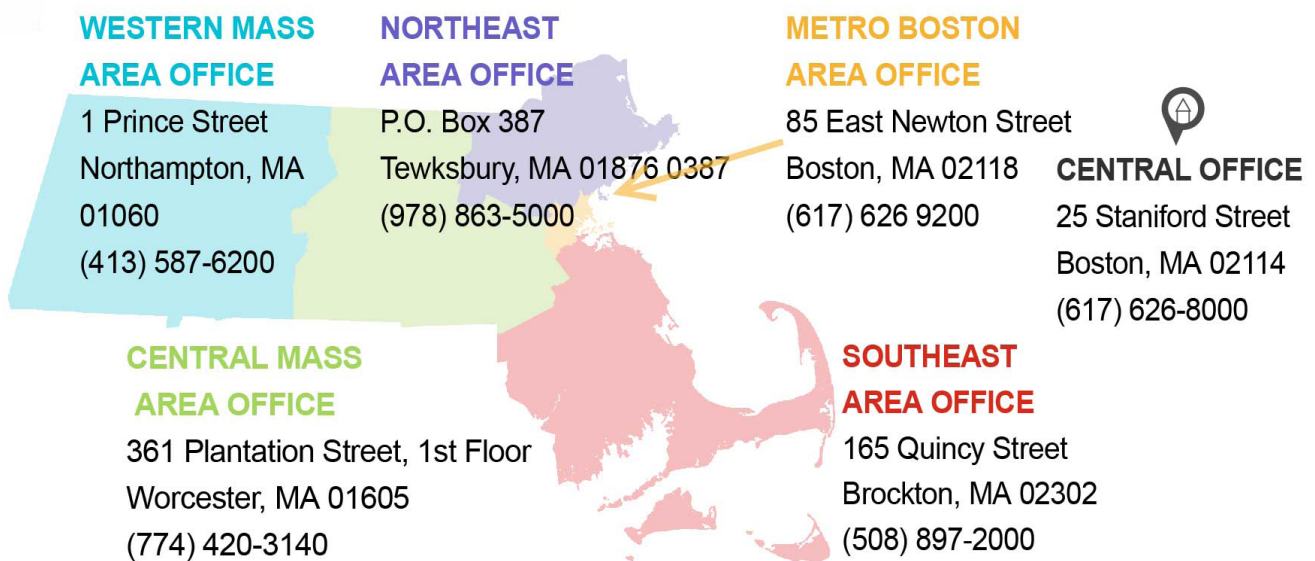 WESTERN MASS
AREA OFFICE
1 Prince Street
Northampton, MA
01060
(413) 587-6200
NORTHEAST
AREA OFFICE
P.O. Box 387
Tewksbury, MA 01876 0387
(978) 863-5000
METRO BOSTON
AREA OFFICE
85 East Newton Street
Boston, MA 02118
(617) 626 9200
CENTRAL OFFICE
25 Staniford Street
Boston, MA 02114
(617) 626-8000
CENTRAL MASS
AREA OFFICE
361 Plantation Street, 1st Floor
Worcester, MA 01605
(774) 420-3140
SOUTHEAST
AREA OFFICE
165 Quincy Street
Brockton, MA 02302
(508) 897-2000